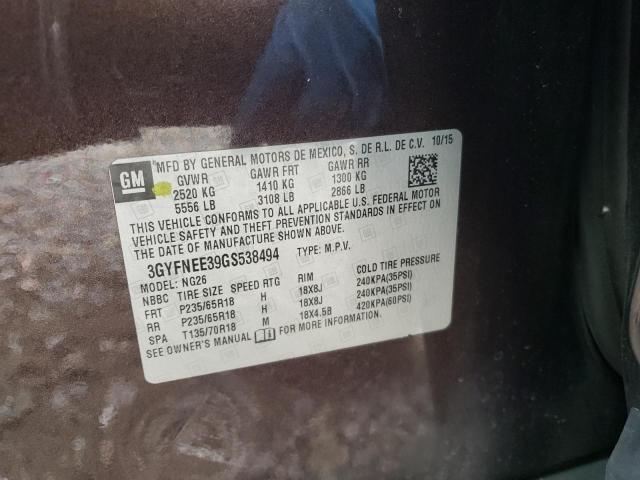 GM
MFD BY GENERAL MOTORS DE MEXICO, S. DE R.L. DE C.V. 10/15
GVWR GAWR FRT GAWR RR
2520 KG 1410 KG 1300 KG
5556 LB 3108 LB 2866 LB
THIS VEHICLE CONFORMS TO ALL APPLICABLE U.S. FEDERAL MOTOR
VEHICLE SAFETY AND THEFT PREVENTION STANDARDS IN EFFECT ON
THE DATE OF MANUFACTURE SHOWN ABOVE.
3GYFNEE39GS538494 TYPE: M.P.V.
MODEL: NG26
NBBC TIRE SIZE SPEED RTG RIM COLD TIRE PRESSURE
FRT P235/65R18 H 18X8J 240KPA(35PSI)
RR P235/65R18 H 18X8J 240KPA(35PSI)
SPA T135/70R18 M 18X4.5B 420KPA(60PSI)
SEE OWNER'S MANUAL FOR MORE INFORMATION.